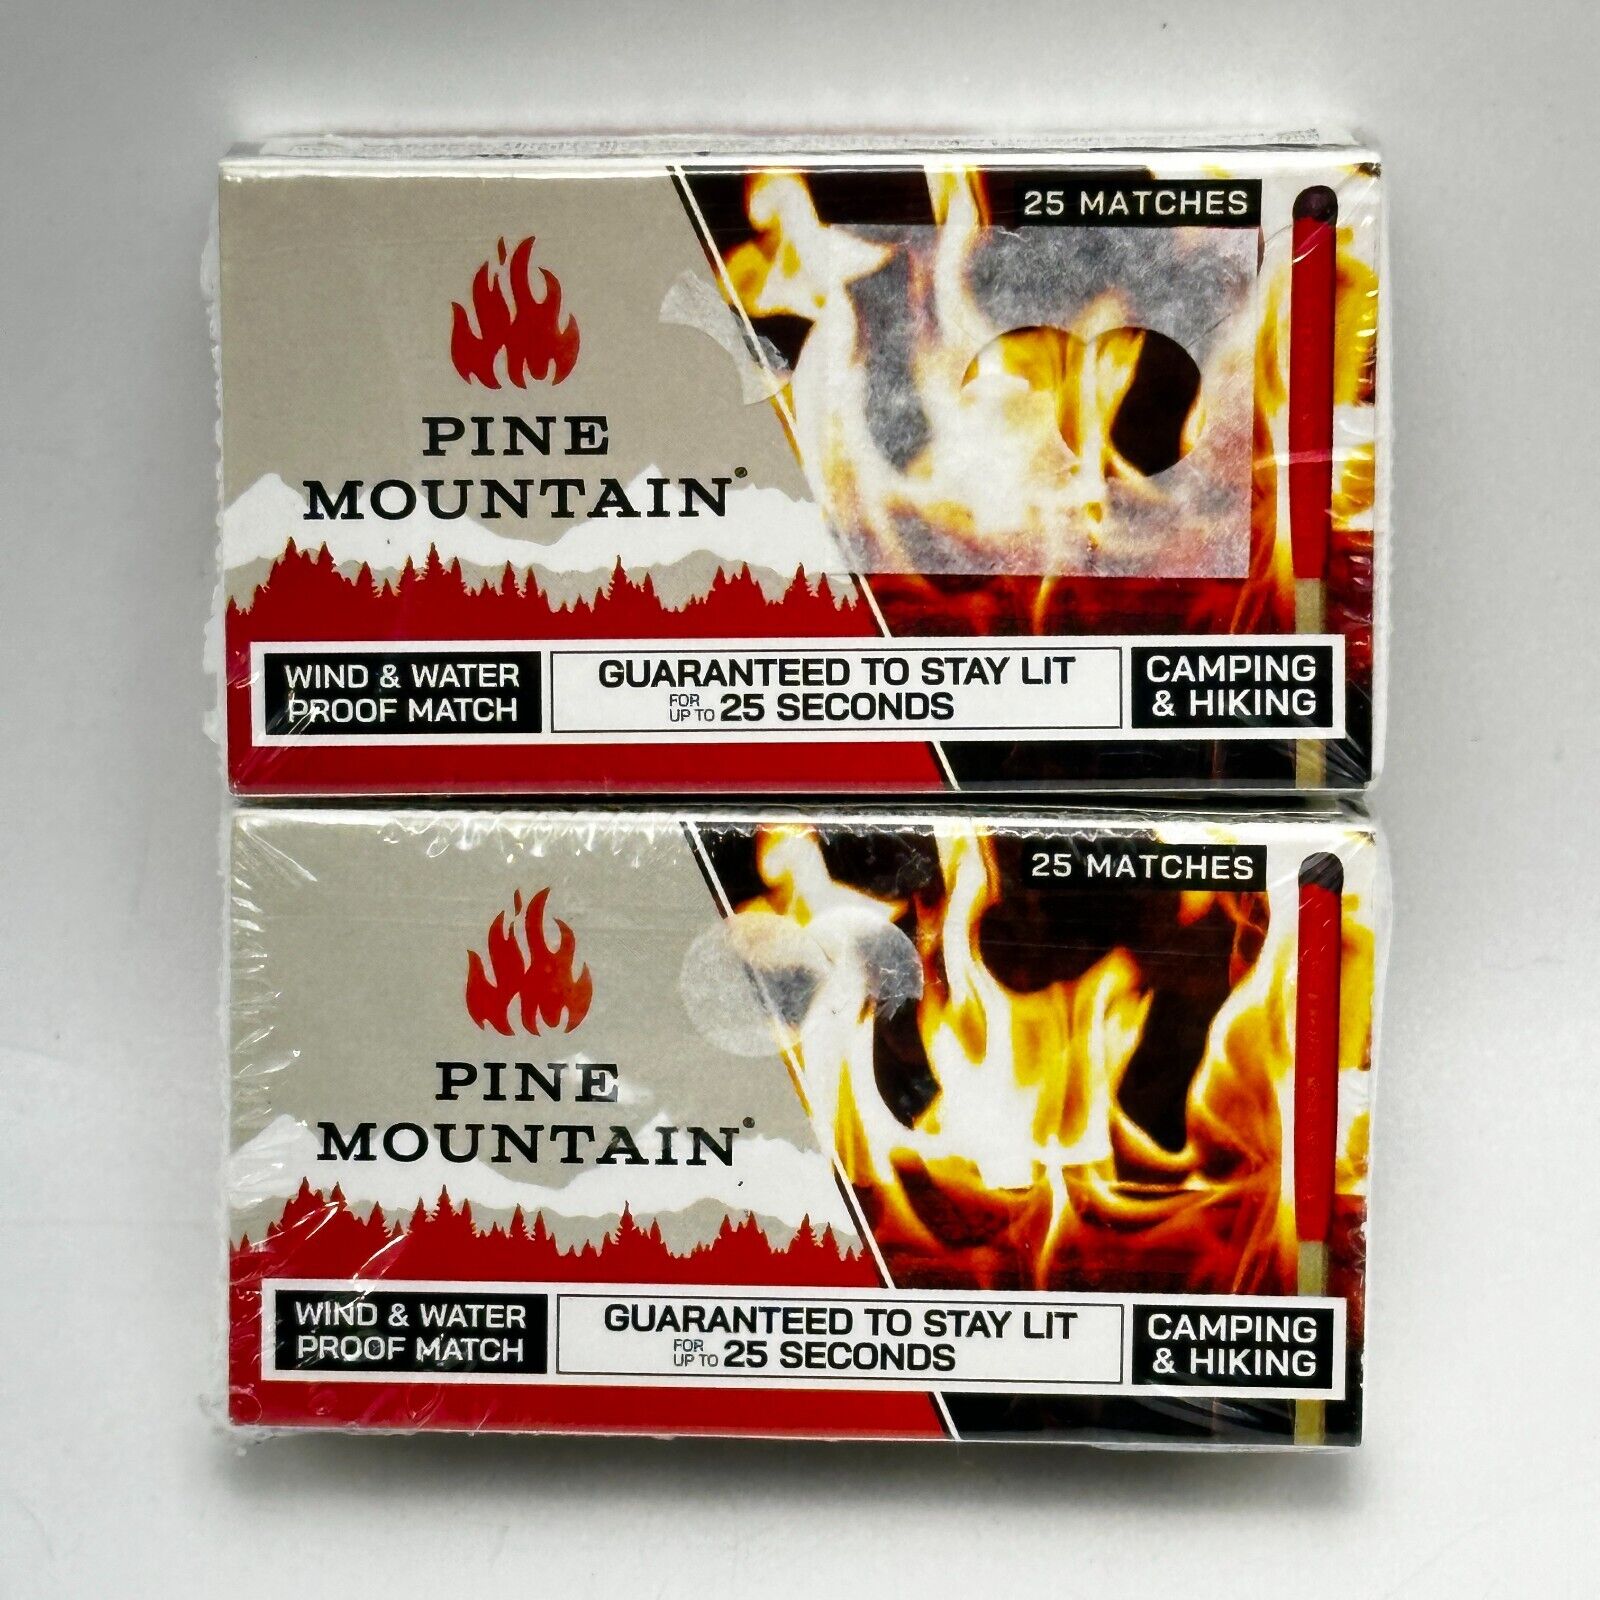 25 MATCHES
PINE
MOUNTAIN®
WIND & WATER
PROOF MATCH
GUARANTEED TO STAY LIT
FOR
UP TO 25 SECONDS
CAMPING
& HIKING
25 MATCHES
PINE
MOUNTAIN®
WIND & WATER
PROOF MATCH
GUARANTEED TO STAY LIT
FOR
UP TO 25 SECONDS
CAMPING
& HIKING